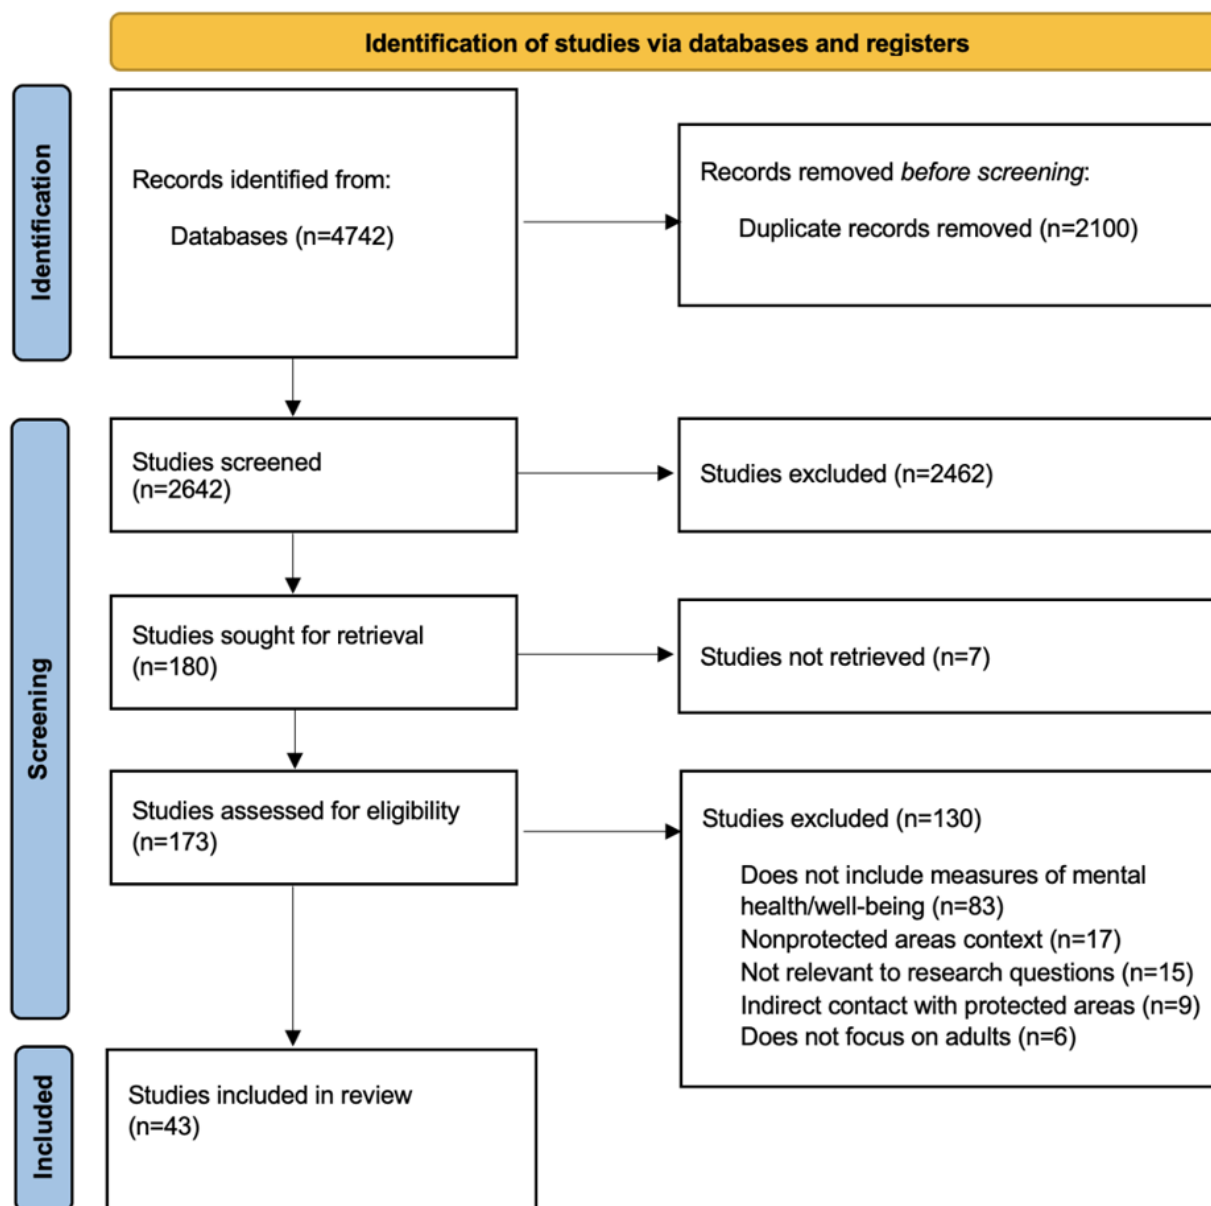 Identification of studies via databases and registers
Identification
Records identified from:
Databases (n=4742)
Records removed before screening:
Duplicate records removed (n=2100)
Screening
Studies screened
(n=2642)
Studies excluded (n=2462)
Studies sought for retrieval
(n=180)
Studies not retrieved (n=7)
Studies assessed for eligibility
(n=173)
Studies excluded (n=130)
Does not include measures of mental
health/well-being (n=83)
Nonprotected areas context (n=17)
Not relevant to research questions (n=15)
Indirect contact with protected areas (n=9)
Does not focus on adults (n=6)
Included
Studies included in review
(n=43)